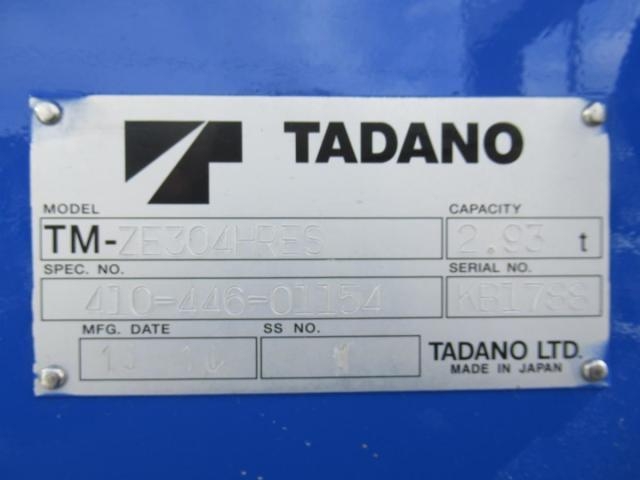 TADANO
MODEL CAPACITY
TM-ZE304HRES 2.93 t
SPEC. NO. SERIAL NO.
410-446-01154 KB1788
MFG. DATE SS NO.
1
TADANO LTD.
MADE IN JAPAN